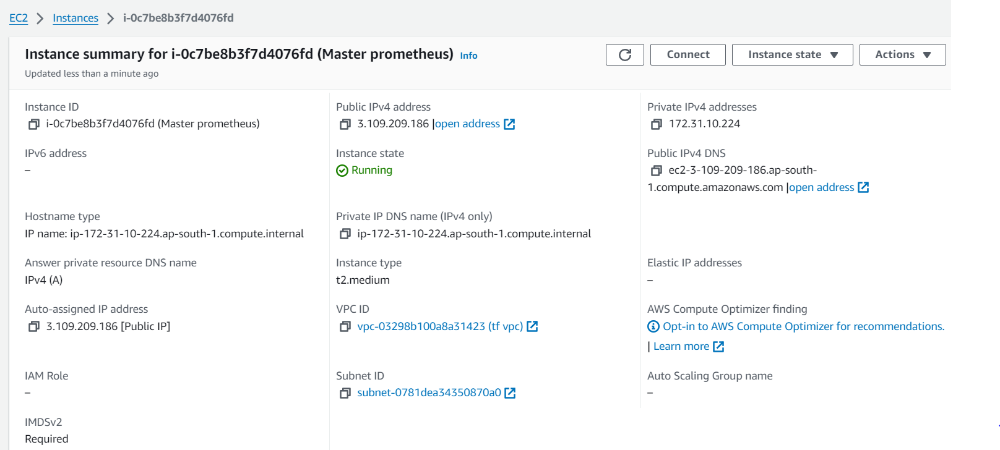 EC2 > Instances > i-0c7be8b3f7d4076fd
Instance summary for i-0c7be8b3f7d4076fd (Master prometheus) Info
Updated less than a minute ago
Connect
Instance state
Actions
Instance ID
i-0c7be8b3f7d4076fd (Master prometheus)
Public IPv4 address
3.109.209.186 |open address
Private IPv4 addresses
172.31.10.224
IPv6 address
–
Instance state
Running
Public IPv4 DNS
ec2-3-109-209-186.ap-south-
1.compute.amazonaws.com |open address
Hostname type
IP name: ip-172-31-10-224.ap-south-1.compute.internal
Private IP DNS name (IPv4 only)
ip-172-31-10-224.ap-south-1.compute.internal
Answer private resource DNS name
IPv4 (A)
Instance type
t2.medium
Elastic IP addresses
–
Auto-assigned IP address
3.109.209.186 [Public IP]
VPC ID
vpc-03298b100a8a31423 (tf vpc)
AWS Compute Optimizer finding
Opt-in to AWS Compute Optimizer for recommendations.
| Learn more
IAM Role
–
Subnet ID
subnet-0781dea34350870a0
Auto Scaling Group name
–
IMDSv2
Required